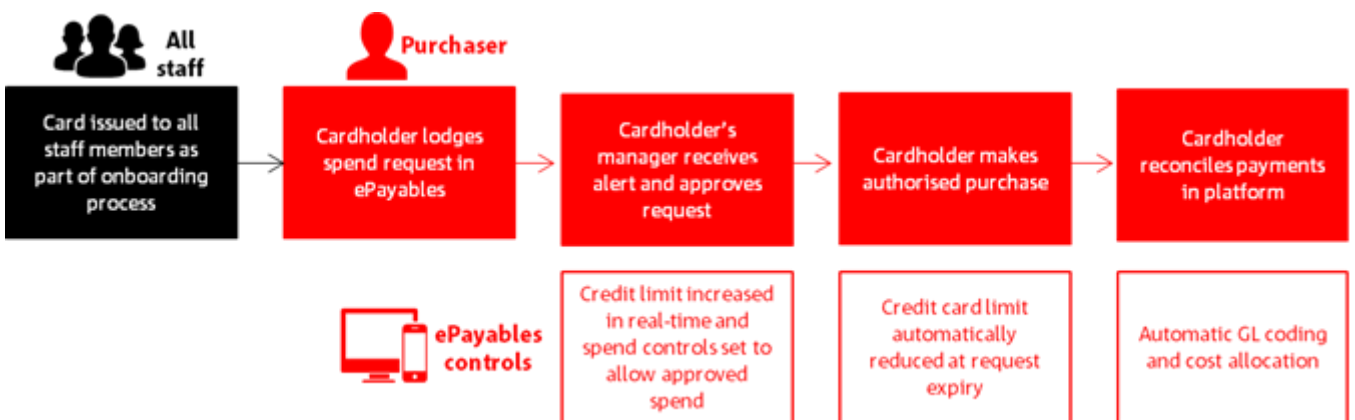 All
staff
Purchaser
Card issued to all
staff members as
part of onboarding
process
Cardholder lodges
spend request in
ePayables
Cardholder's
manager receives
alert and approves
request
Cardholder makes
authorised purchase
Cardholder
reconciles payments
in platform
ePayables
controls
Credit limit increased
in real-time and
spend controls set to
allow approved
spend
Credit card limit
automatically
reduced at request
expiry
Automatic GL coding
and cost allocation